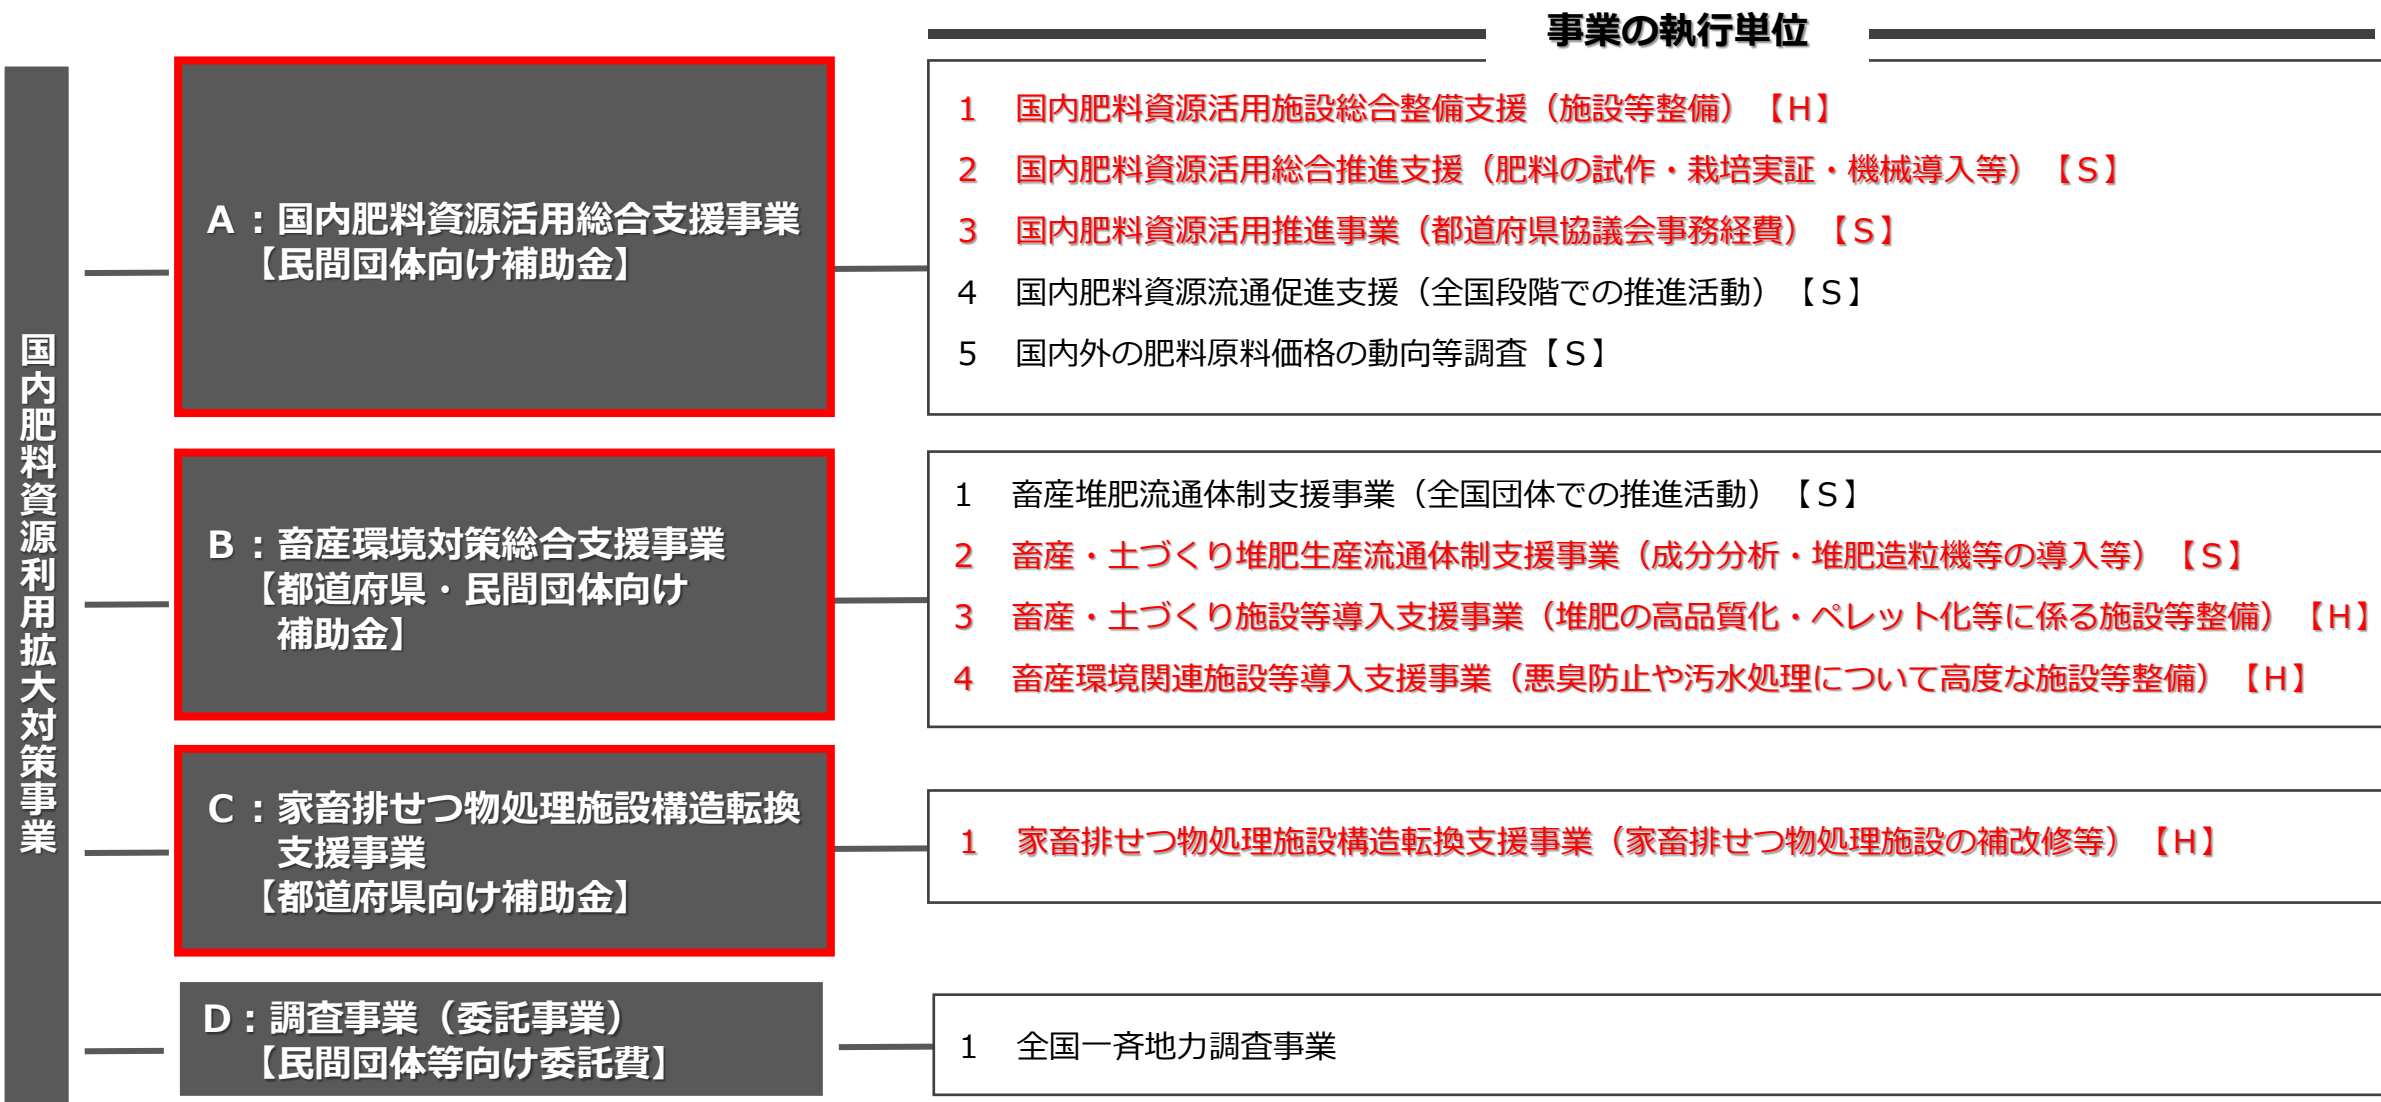 事業の執行単位
国内肥料資源利用拡大対策事業
Ａ：国内肥料資源活用総合支援事業
【民間団体向け補助金】
１　国内肥料資源活用施設総合整備支援（施設等整備）【Ｈ】
２　国内肥料資源活用総合推進支援（肥料の試作・栽培実証・機械導入等）【Ｓ】
３　国内肥料資源活用推進事業（都道府県協議会事務経費）【Ｓ】
４　国内肥料資源流通促進支援（全国段階での推進活動）【Ｓ】
５　国内外の肥料原料価格の動向等調査【Ｓ】
Ｂ：畜産環境対策総合支援事業
【都道府県・民間団体向け
補助金】
１　畜産堆肥流通体制支援事業（全国団体での推進活動）【Ｓ】
２　畜産・土づくり堆肥生産流通体制支援事業（成分分析・堆肥造粒機等の導入等）【Ｓ】
３　畜産・土づくり施設等導入支援事業（堆肥の高品質化・ペレット化等に係る施設等整備）【Ｈ】
４　畜産環境関連施設等導入支援事業（悪臭防止や汚水処理について高度な施設等整備）【Ｈ】
Ｃ：家畜排せつ物処理施設構造転換
支援事業
【都道府県向け補助金】
１　家畜排せつ物処理施設構造転換支援事業（家畜排せつ物処理施設の補改修等）【Ｈ】
Ｄ：調査事業（委託事業）
【民間団体等向け委託費】
１　全国一斉地力調査事業